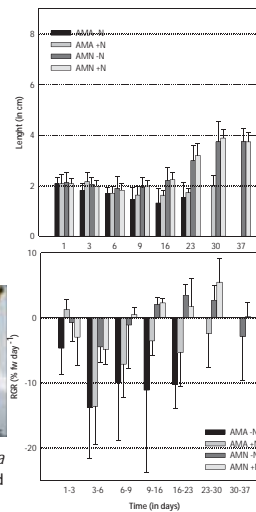 8
AMA -N
AMA +N
AMN -N
AMN +N
6
Lenght (in cm)
4
2
0
1 3 6 9 16 23 30 37
10
0
RGR (% fw day -1)
-10
-20
AMA -N
AMA +N
AMN -N
AMN +N
1-3 3-6 6-9 9-16 16-23 23-30 30-37
Time (in days)
a
d